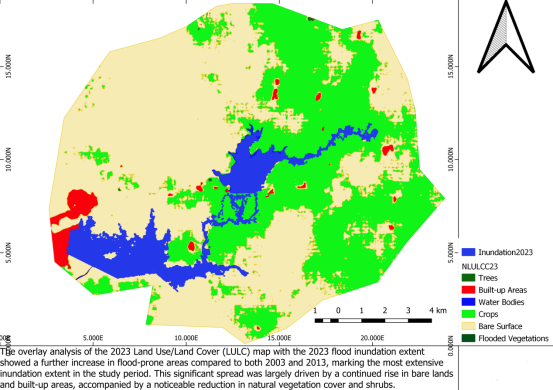 15.000N
15.000N
10.000N
10.000N
5.000N
5.000N
Inundation2023
NLULCC23
Trees
Built-up Areas
Water Bodies
Crops
Bare Surface
Flooded Vegetations
1 0 1 2 3 4 km
5.000E 10.000E 15.000E 20.000E
0.000N
The overlay analysis of the 2023 Land Use/Land Cover (LULC) map with the 2023 flood inundation extent
showed a further increase in flood-prone areas compared to both 2003 and 2013, marking the most extensive
inundation extent in the study period. This significant spread was largely driven by a continued rise in bare lands
and built-up areas, accompanied by a noticeable reduction in natural vegetation cover and shrubs.